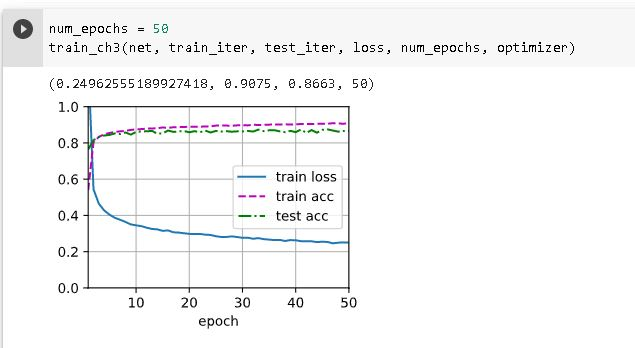 num_epochs = 50
train_ch3(net, train_iter, test_iter, loss, num_epochs, optimizer)
(0.24962555189927418, 0.9075, 0.8663, 50)
1.0
0.8
0.6
train loss
train acc
0.4
test acc
0.2
0.0
10 20 30 40 50
epoch